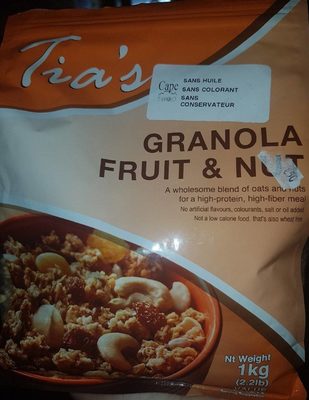 Tia's
Cape
SANS HUILE
SANS COLORANT
SANS
CONSERVATEUR
GRANOLA
FRUIT & NUT
A wholesome blend of oats and nuts
for a high-protein, high-fiber meal
No artificial flavours, colourants, salt or oil added
Not a low calorie food, that's also wheat free
Nt Weight
1kg
(2.2lb)